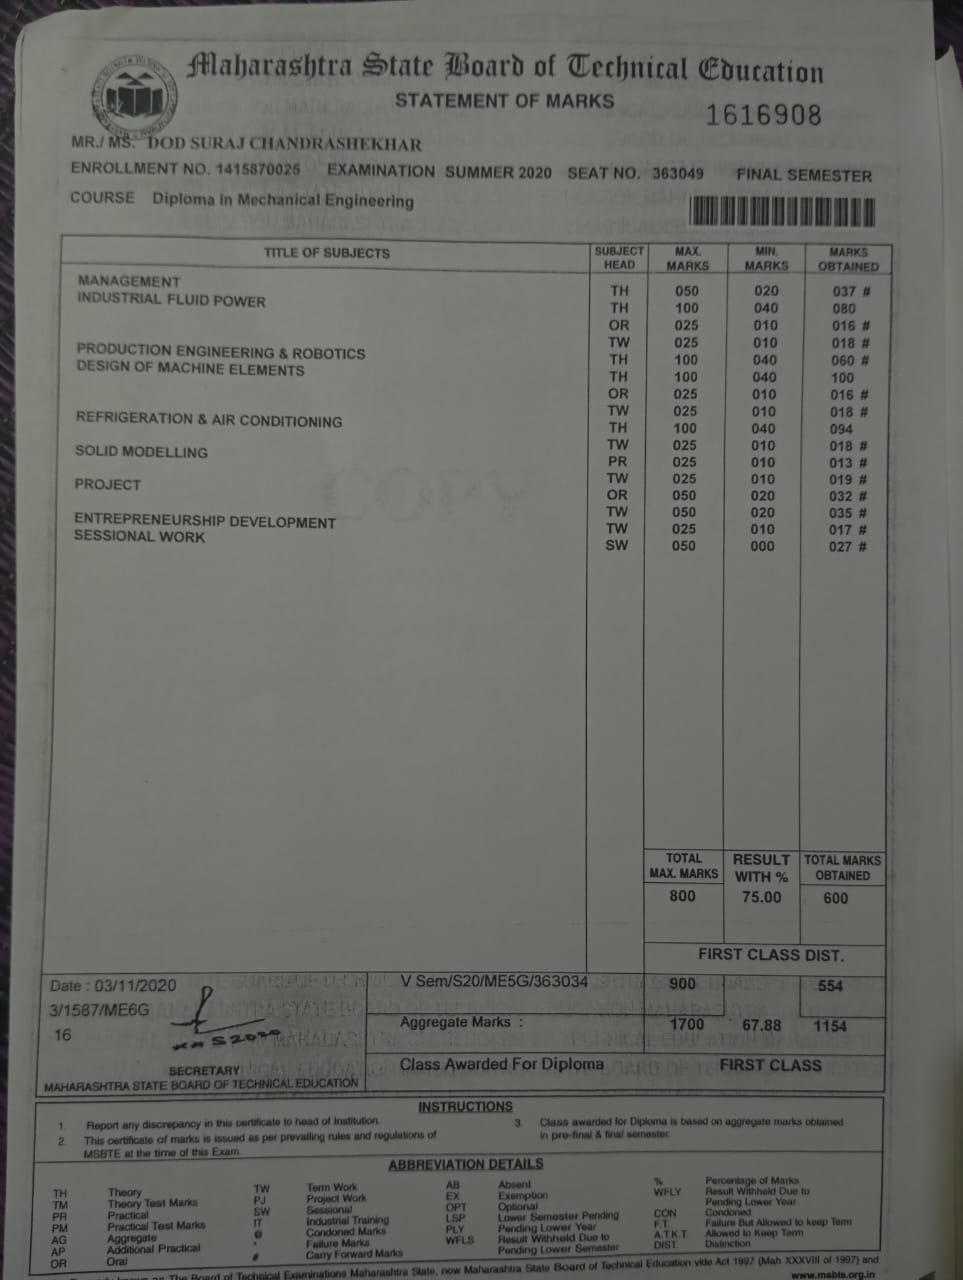 Maharashtra State Board of Technical Education
STATEMENT OF MARKS
1616908
MR./ MS. DOD SURAJ CHANDRASHEKHAR
ENROLLMENT NO. 1415870025 EXAMINATION SUMMER 2020 SEAT NO. 363049 FINAL SEMESTER
COURSE Diploma In Mechanical Engineering
TITLE OF SUBJECTS SUBJECT HEAD MAX. MARKS MIN. MARKS MARKS OBTAINED
MANAGEMENT TH 050 020 037 #
INDUSTRIAL FLUID POWER TH 100 040 080
OR 025 010 016 #
TW 025 010 018 #
PRODUCTION ENGINEERING & ROBOTICS TH 100 040 060 #
DESIGN OF MACHINE ELEMENTS TH 100 040 100
OR 025 010 016 #
TW 025 010 018 #
REFRIGERATION & AIR CONDITIONING TH 100 040 094
TW 025 010 018 #
SOLID MODELLING PR 025 010 013 #
TW 025 010 019 #
PROJECT OR 050 020 032 #
TW 050 020 035 #
ENTREPRENEURSHIP DEVELOPMENT TW 025 010 017 #
SESSIONAL WORK SW 050 000 027 #
COPY
TOTAL MAX. MARKS RESULT WITH % TOTAL MARKS OBTAINED
800 75.00 600
FIRST CLASS DIST.
Date : 03/11/2020
3/1587/ME6G
16
SECRETARY
MAHARASHTRA STATE BOARD OF TECHNICAL EDUCATION
V Sem/S20/ME5G/363034 900 554
Aggregate Marks : 1700 67.88 1154
Class Awarded For Diploma FIRST CLASS
INSTRUCTIONS
1. Report any discrepancy in this certificate to head of Institution.
2. This certificate of marks is issued as per prevailing rules and regulations of
MSBTE at the time of this Exam.
3. Class awarded for Diploma is based on aggregate marks obtained
in pre-final & final semester.
ABBREVIATION DETAILS
TH Theory
TM Theory Test Marks
PR Practical
PM Practical Test Marks
AG Aggregate
AP Additional Practical
OR Oral
TW Term Work
PJ Project Work
SW Sessional
IT Industrial Training
@ Condoned Marks
* Failure Marks
# Carry Forward Marks
AB Absent
EX Exemption
OPT Optional
LSP Lower Semester Pending
PLY Pending Lower Year
WFLS Result Withheld Due to
Pending Lower Semester
% Percentage of Marks
WFLY Result Withheld Due to
Pending Lower Year
CON Condoned
F.T. Failure But Allowed to keep Term
A.T.K.T. Allowed to Keep Term
DIST. Distinction
The Board of Technical Examinations Maharashtra State, now Maharashtra State Board of Technical Education vide Act 1997 (Mah XXXVIII of 1997) and
www.msbte.org.in